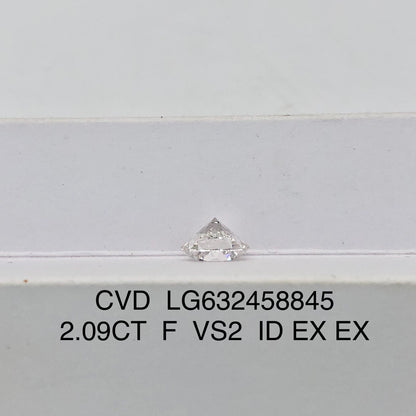 CVD LG632458845
2.09CT F VS2 ID EX EX